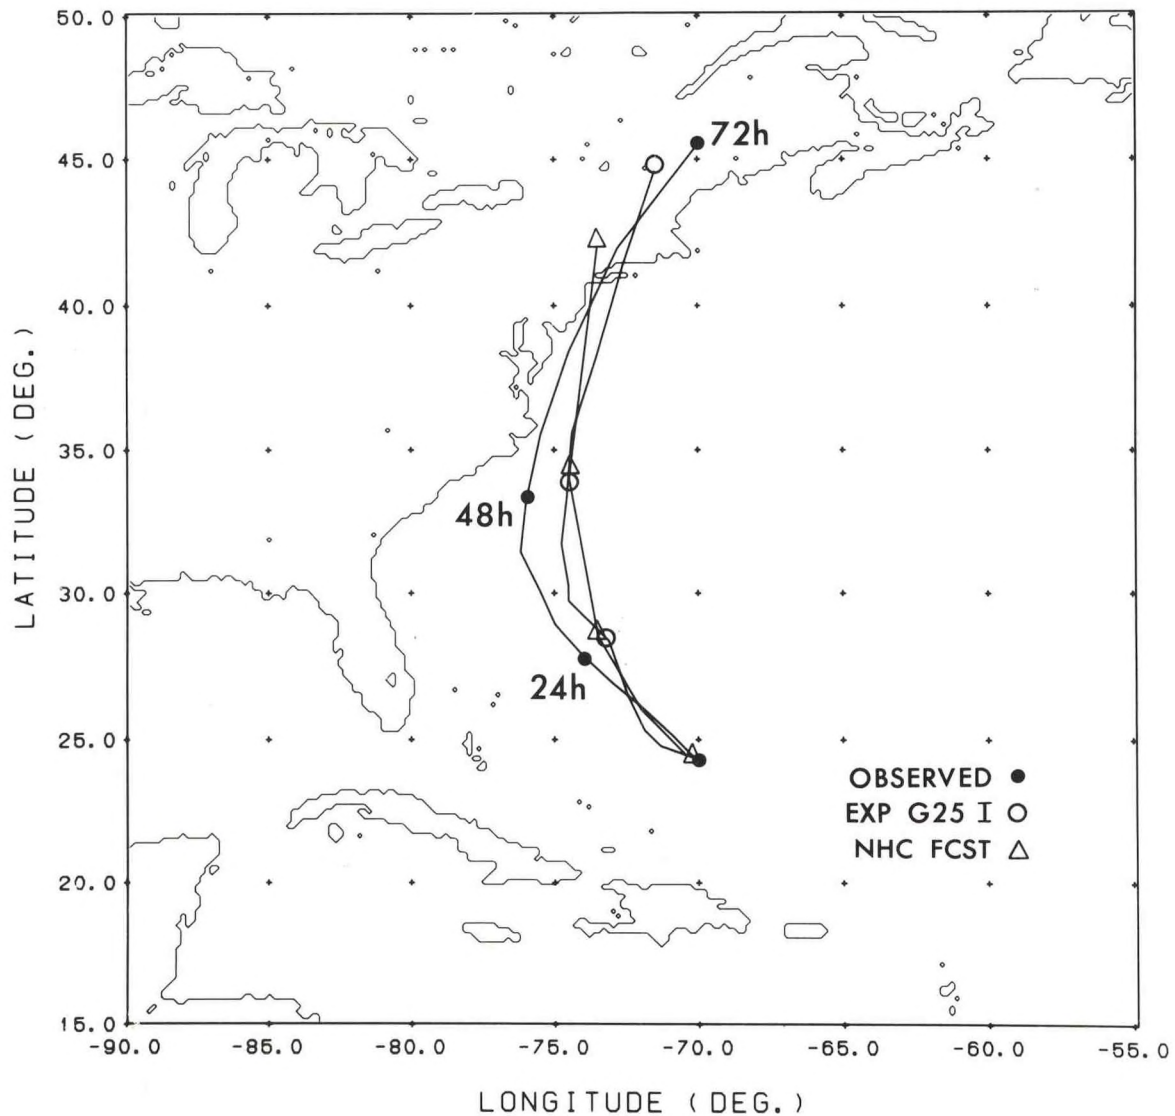 50.0
45.0
40.0
35.0
30.0
25.0
20.0
15.0
LATITUDE (DEG.)
72h
48h
24h
OBSERVED
EXP G25 I
NHC FCST
-90.0 -85.0 -80.0 -75.0 -70.0 -65.0 -60.0 -55.0
LONGITUDE (DEG.)